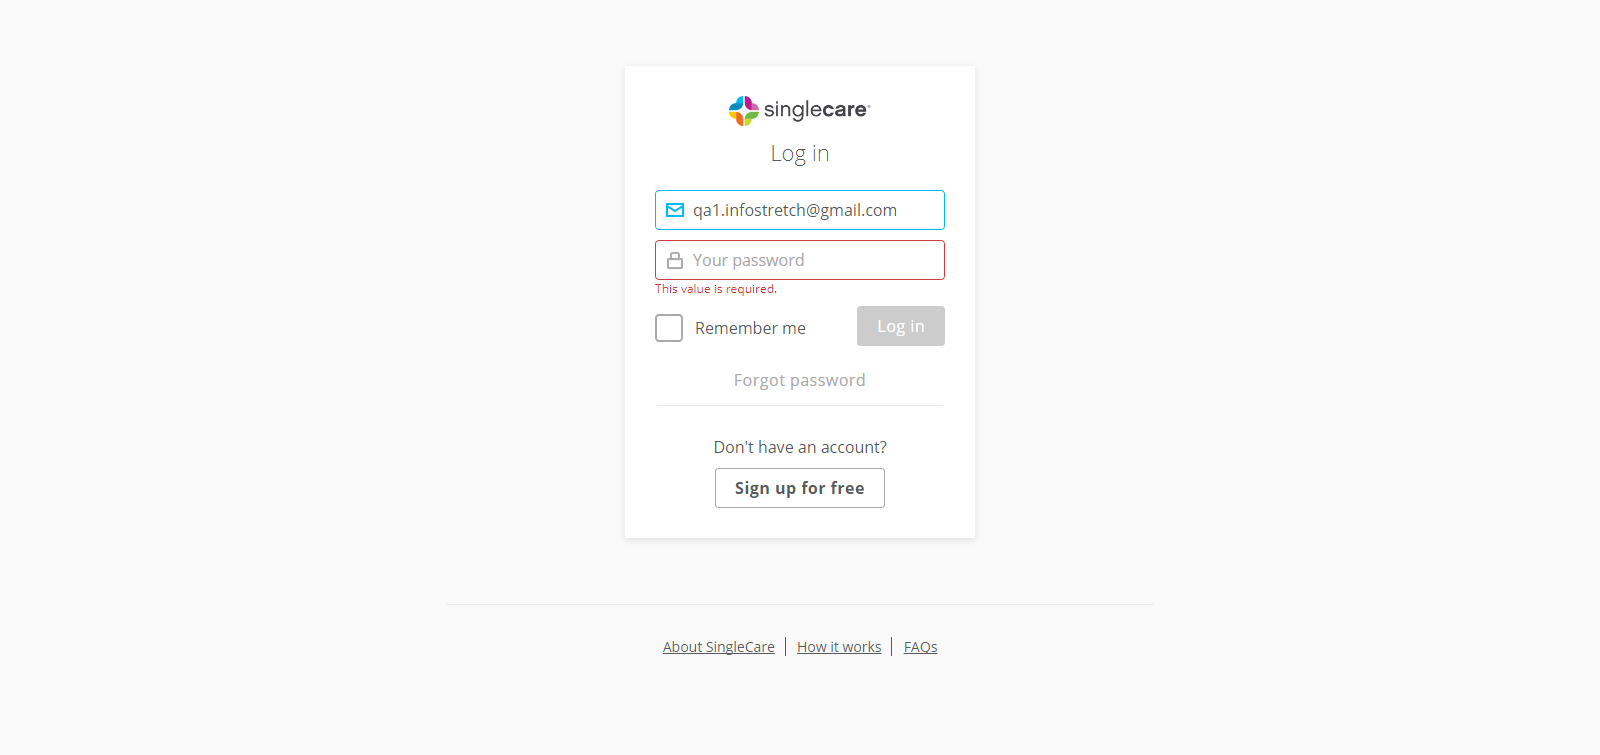 singlecare®
Log in
qa1.infostretch@gmail.com
Your password
This value is required.
Remember me
Log in
Forgot password
Don't have an account?
Sign up for free
About SingleCare | How it works | FAQs